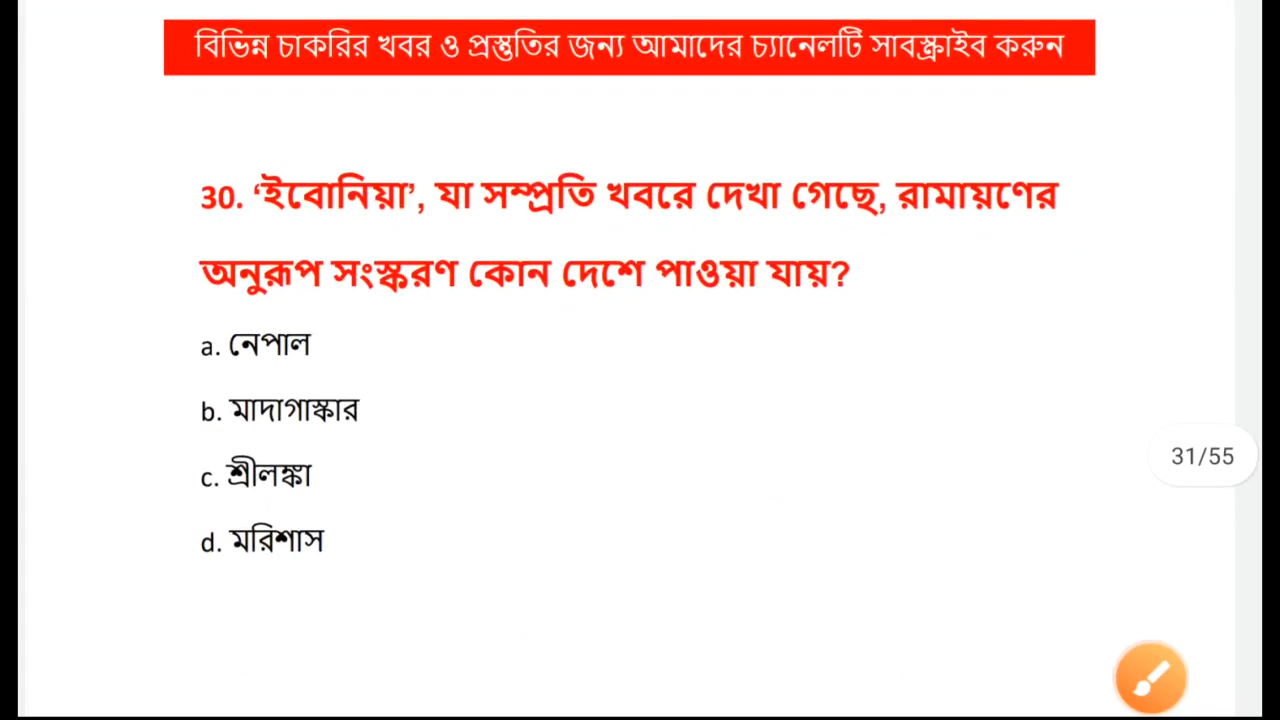 বিভিন্ন চাকরির খবর ও প্রস্তুতির জন্য আমাদের চ্যানেলটি সাবস্ক্রাইব করুন
30. ‘ইবোনিয়া’, যা সম্প্রতি খবরে দেখা গেছে, রামায়ণের
অনুরূপ সংস্করণ কোন দেশে পাওয়া যায়?
a. নেপাল
b. মাদাগাস্কার
c. শ্রীলঙ্কা
d. মরিশাস
31/55